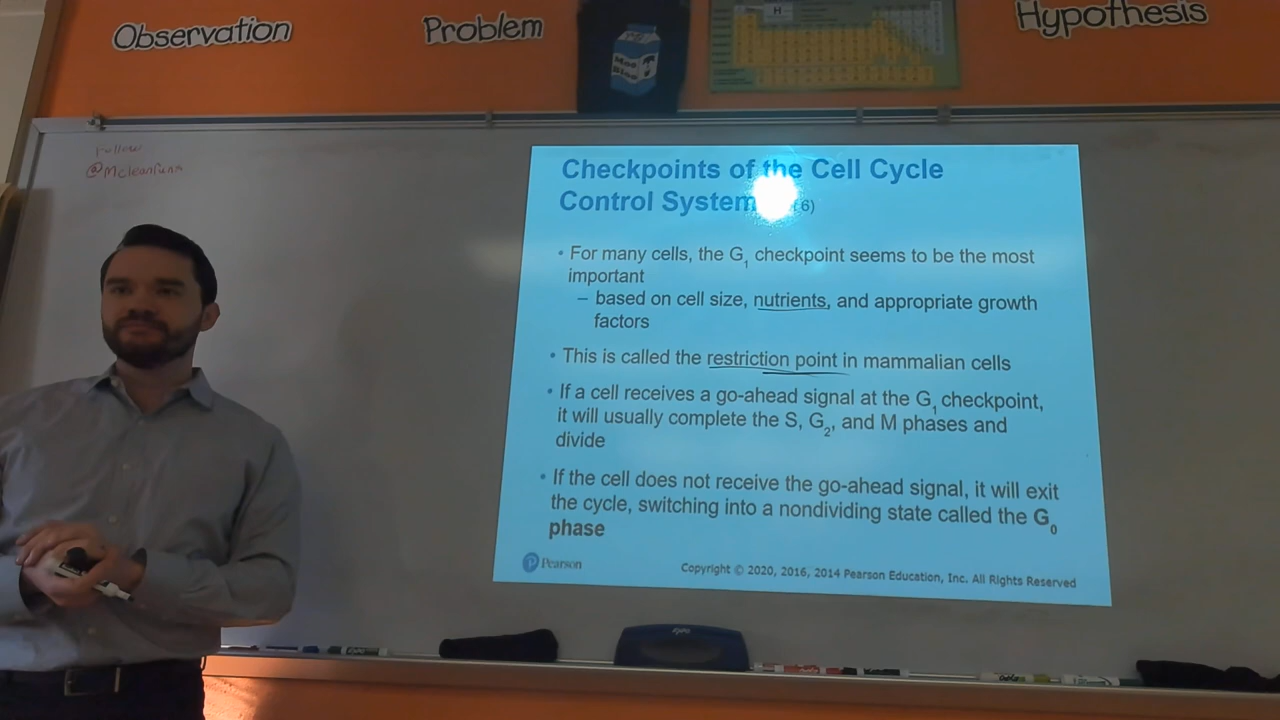 Observation
Problem
Hypothesis
H
Moo
Follow
Checkpoints of the Cell Cycle
Control System 6)
• For many cells, the G₁ checkpoint seems to be the most
important
– based on cell size, nutrients, and appropriate growth
factors
• This is called the restriction point in mammalian cells
• If a cell receives a go-ahead signal at the G₁ checkpoint,
it will usually complete the S, G₂, and M phases and
divide
• If the cell does not receive the go-ahead signal, it will exit
the cycle, switching into a nondividing state called the G₀
phase
Pearson
Copyright © 2020, 2016, 2014 Pearson Education, Inc. All Rights Reserved
EXPO